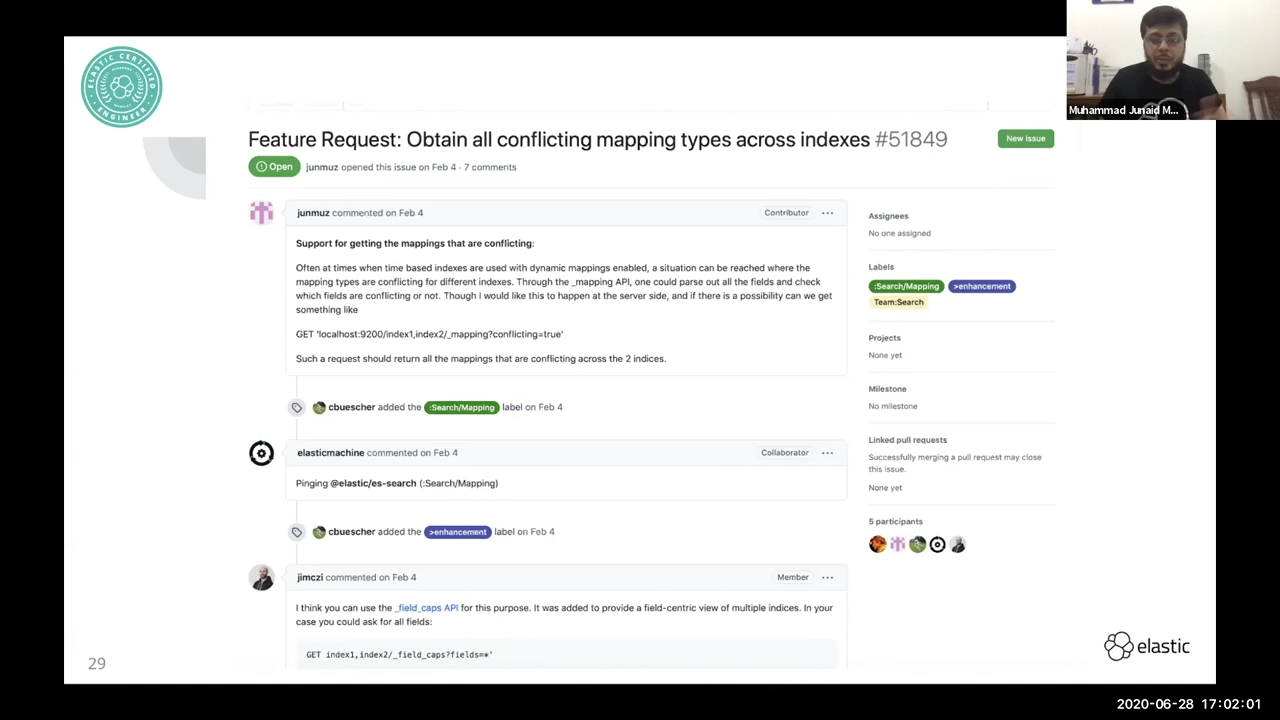 ELASTIC CERTIFIED
ENGINEER
Muhammad Junaid M...
Feature Request: Obtain all conflicting mapping types across indexes #51849
New issue
Open
junmuz opened this issue on Feb 4 · 7 comments
junmuz commented on Feb 4
Contributor
Support for getting the mappings that are conflicting:
Often at times when time based indexes are used with dynamic mappings enabled, a situation can be reached where the
mapping types are conflicting for different indexes. Through the _mapping API, one could parse out all the fields and check
which fields are conflicting or not. Though I would like this to happen at the server side, and if there is a possibility can we get
something like
GET 'localhost:9200/index1,index2/_mapping?conflicting=true'
Such a request should return all the mappings that are conflicting across the 2 indices.
cbuescher added the :Search/Mapping label on Feb 4
elasticmachine commented on Feb 4
Collaborator
Pinging @elastic/es-search (:Search/Mapping)
cbuescher added the >enhancement label on Feb 4
jimczi commented on Feb 4
Member
I think you can use the _field_caps API for this purpose. It was added to provide a field-centric view of multiple indices. In your
case you could ask for all fields:
GET index1,index2/_field_caps?fields=*'
Assignees
No one assigned
Labels
:Search/Mapping >enhancement
Team:Search
Projects
None yet
Milestone
No milestone
Linked pull requests
Successfully merging a pull request may close
this issue.
None yet
5 participants
elastic
29
2020-06-28 17:02:01